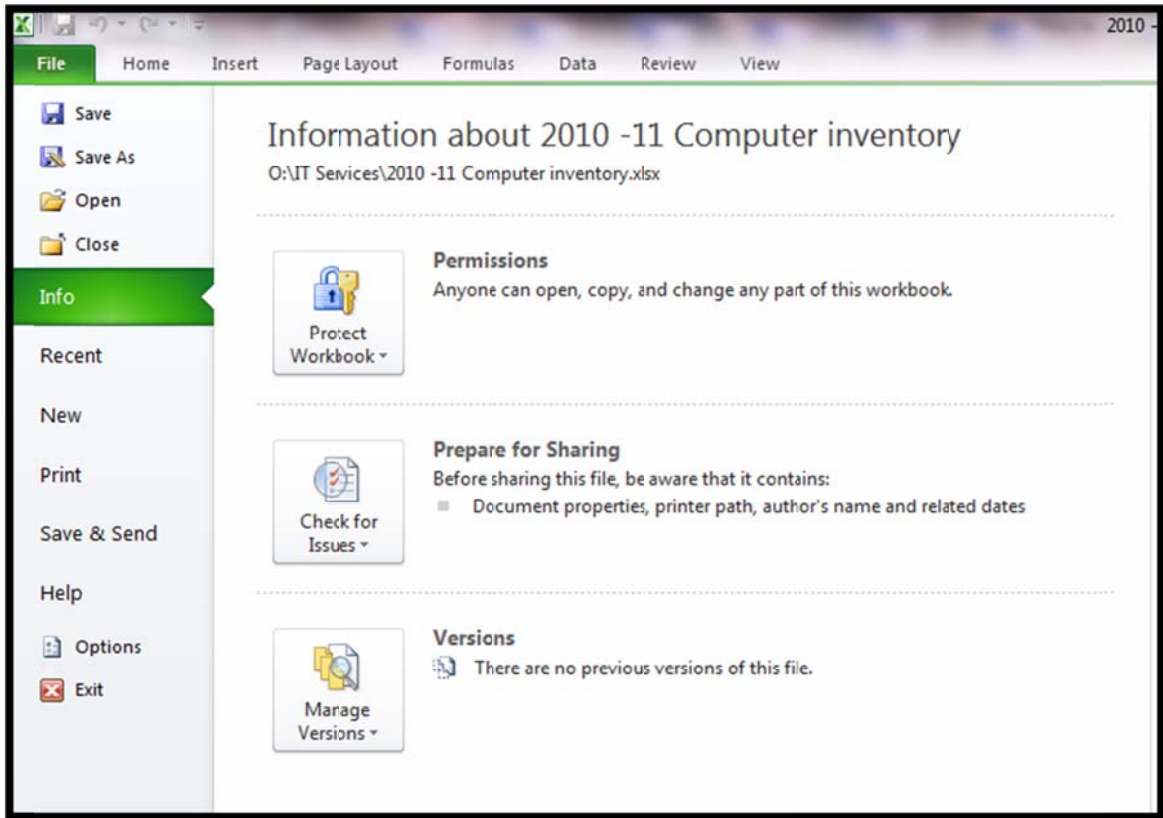 2010 -
File Home Insert Page Layout Formulas Data Review View
Save
Save As
Open
Close
Info
Recent
New
Print
Save & Send
Help
Options
Exit
Information about 2010 -11 Computer inventory
O:\IT Services\2010 -11 Computer inventory.xlsx
Protect
Workbook
Permissions
Anyone can open, copy, and change any part of this workbook.
Check for
Issues
Prepare for Sharing
Before sharing this file, be aware that it contains:
Document properties, printer path, author's name and related dates
Manage
Versions
Versions
There are no previous versions of this file.